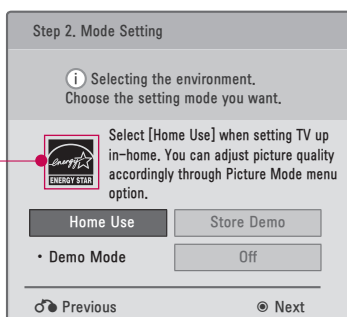 Step 2. Mode Setting
i Selecting the environment.
Choose the setting mode you want.
Select [Home Use] when setting TV up
in-home. You can adjust picture quality
accordingly through Picture Mode menu
option.
energy
ENERGY STAR
Home Use
Store Demo
• Demo Mode
Off
Previous
Next